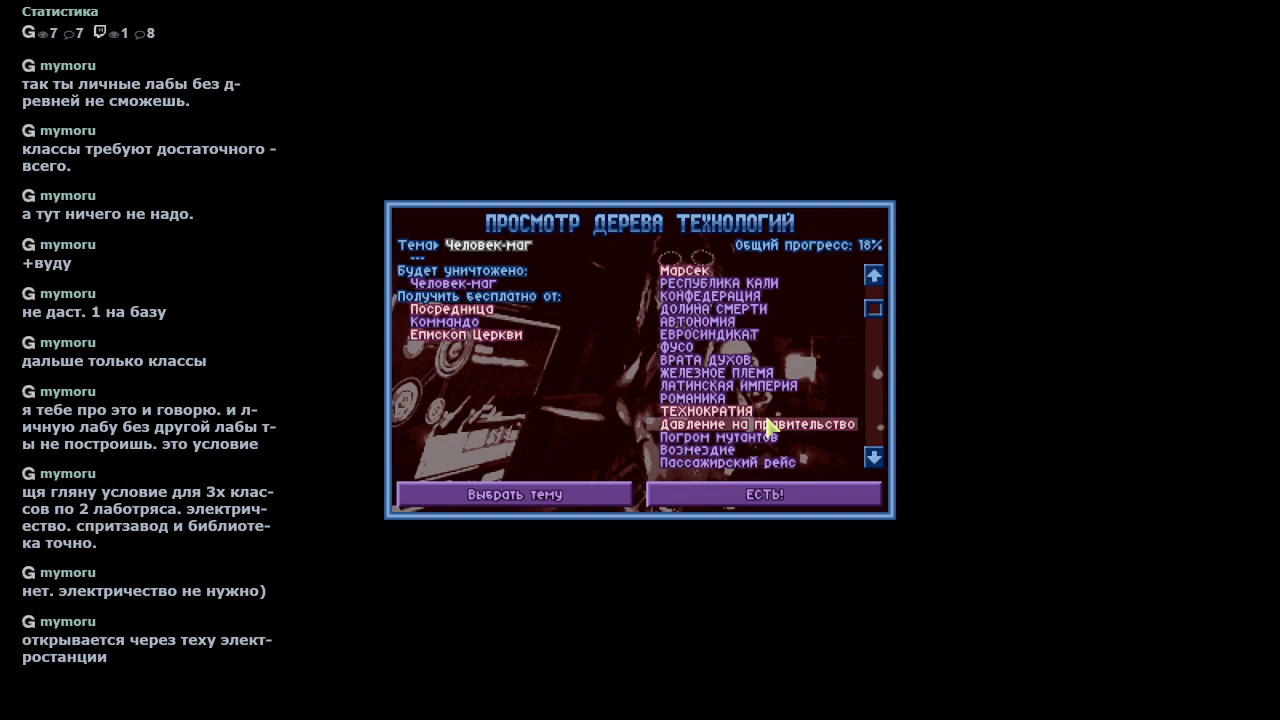 Статистика
7 7 1 8
mymoru
так ты личные лабы без д-
ревней не сможешь.
mymoru
классы требуют достаточного -
всего.
mymoru
а тут ничего не надо.
mymoru
+вуду
mymoru
не даст. 1 на базу
mymoru
дальше только классы
mymoru
я тебе про это и говорю. и л-
ичную лабу без другой лабы т-
ы не построишь. это условие
mymoru
щя гляну условие для 3х клас-
сов по 2 лаботряса. электрич-
ество. спритзавод и библиоте-
ка точно.
mymoru
нет. электричество не нужно)
mymoru
открывается через теху элект-
ростанции
ПРОСМОТР ДЕРЕВА ТЕХНОЛОГИЙ
Тема Человек-маг
Общий прогресс: 18%
---
Будет уничтожено:
Человек-маг
Получить бесплатно от:
Посредница
Коммандо
Епископ Церкви
МарСек
РЕСПУБЛИКА КАЛИ
КОНФЕДЕРАЦИЯ
ДОЛИНА СМЕРТИ
АВТОНОМИЯ
ЕВРОСИНДИКАТ
ФУСО
ВРАТА ДУХОВ
ЖЕЛЕЗНОЕ ПЛЕМЯ
ЛАТИНСКАЯ ИМПЕРИЯ
РОМАНИКА
ТЕХНОКРАТИЯ
Давление на правительство
Погром мутантов
Возмездие
Пассажирский рейс
Выбрать тему
ЕСТЬ!